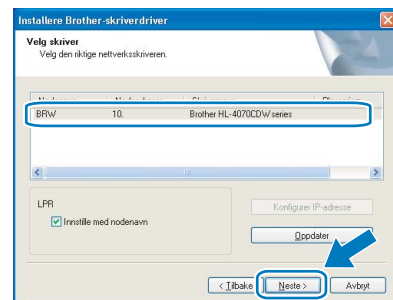 Installere Brother-skriverdriver
Velg skriver
Velg den riktige nettverksskriveren.
BRW 10. Brother HL-4070CDW series
LPR
Innstille med nodenavn
Konfigurer IP-adresse
Oppdater
< Tilbake Neste > Avbryt